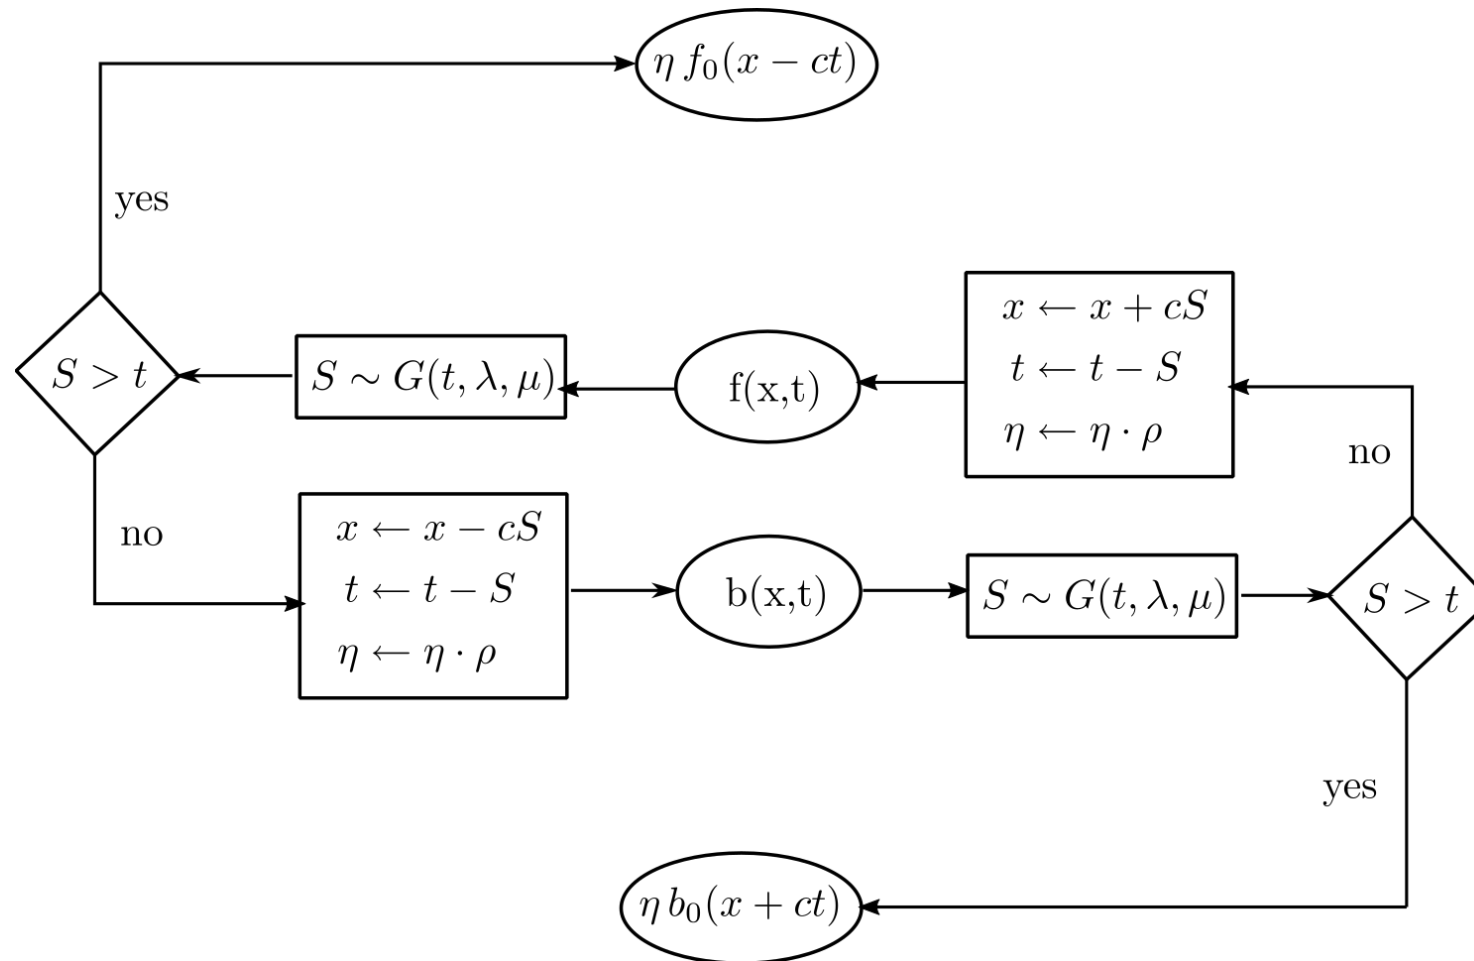 η f₀(x − ct)
yes
x ← x + cS
t ← t − S
η ← η · ρ
S > t
S ∼ G(t, λ, μ)
f(x,t)
no
no
x ← x − cS
t ← t − S
η ← η · ρ
b(x,t)
S ∼ G(t, λ, μ)
S > t
yes
η b₀(x + ct)